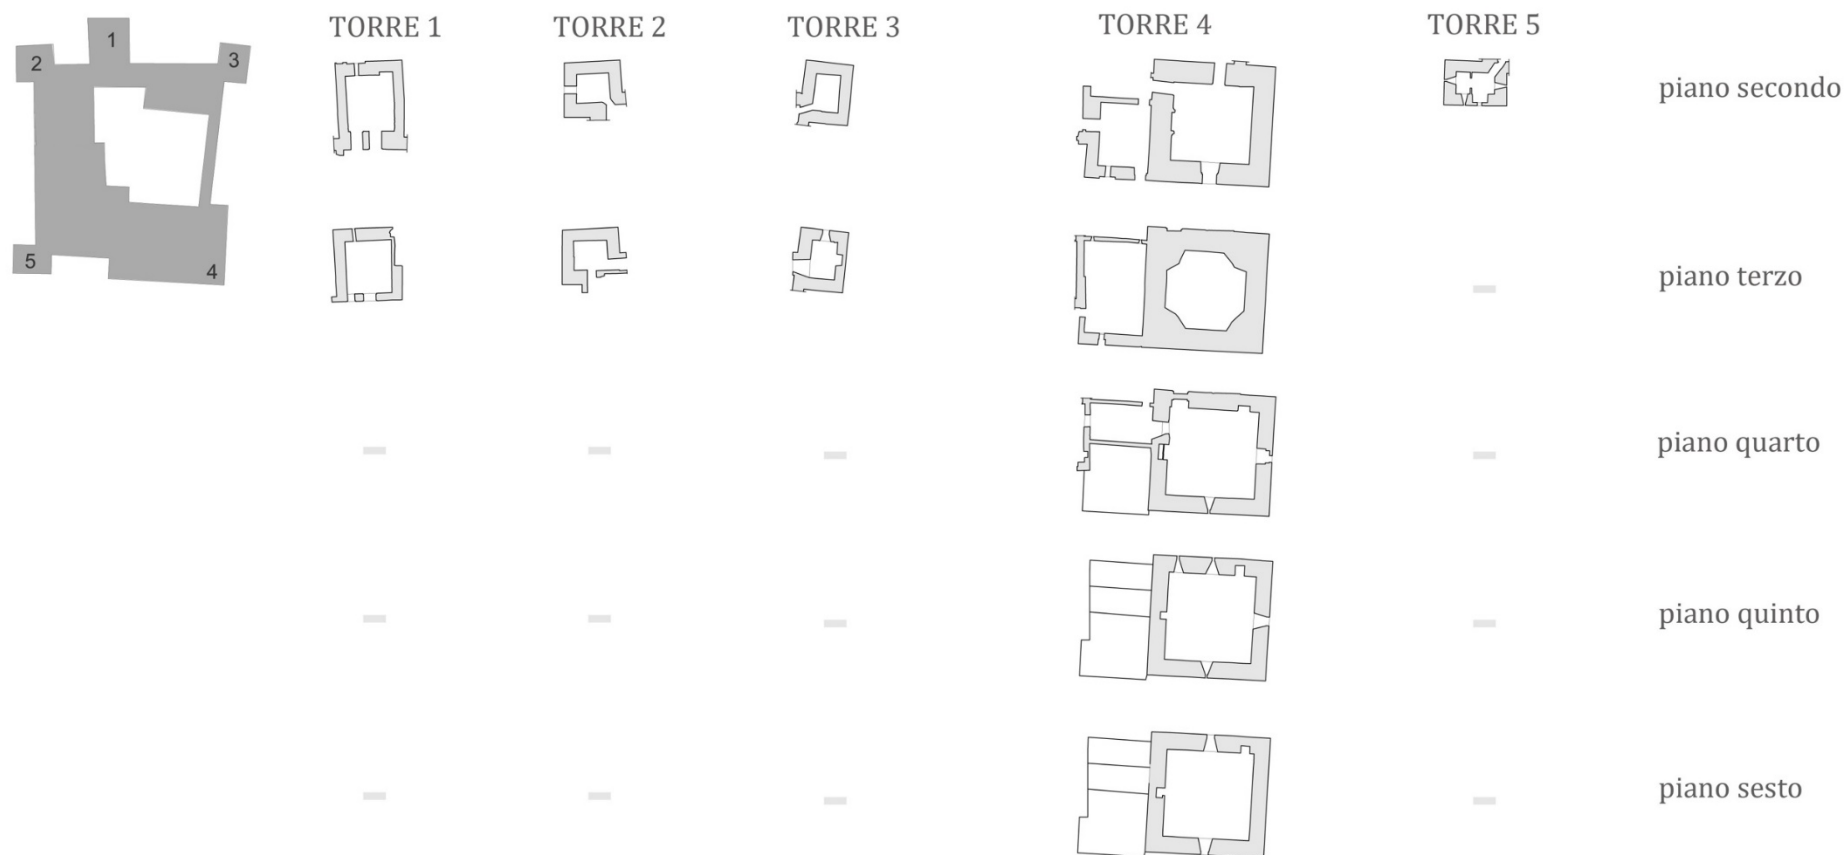 TORRE 1 TORRE 2 TORRE 3 TORRE 4 TORRE 5
1
2 3
5 4
piano secondo
piano terzo
piano quarto
piano quinto
piano sesto